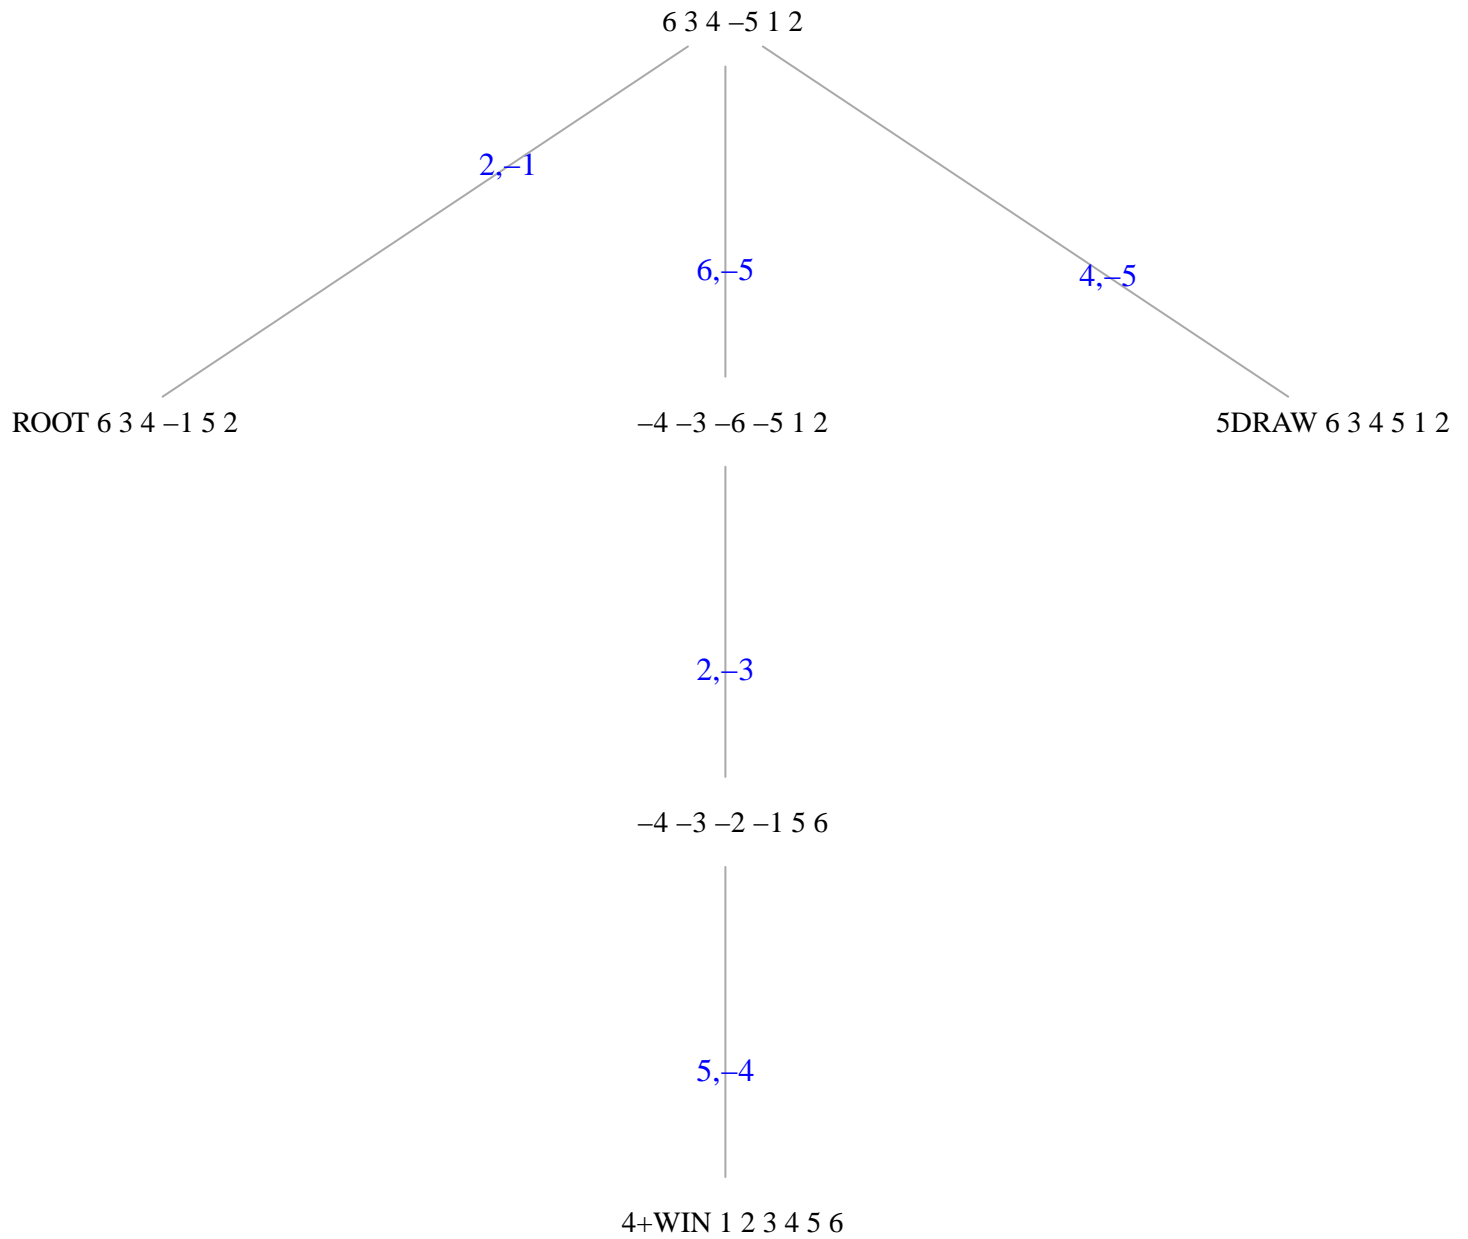 6 3 4 –5 1 2
2,–1
6,–5
4,–5
ROOT 6 3 4 –1 5 2
–4 –3 –6 –5 1 2
5DRAW 6 3 4 5 1 2
2,–3
–4 –3 –2 –1 5 6
5,–4
4+WIN 1 2 3 4 5 6